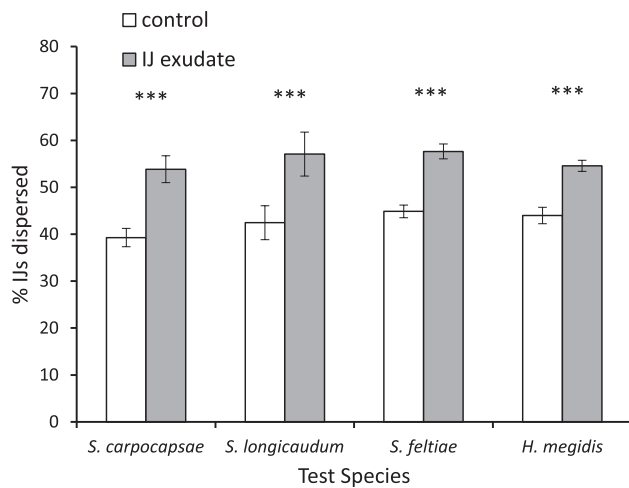 control
IJ exudate
80
70
60
50
40
30
20
10
0
% IJs dispersed
*** *** *** ***
S. carpocapsae S. longicaudum S. feltiae H. megidis
Test Species